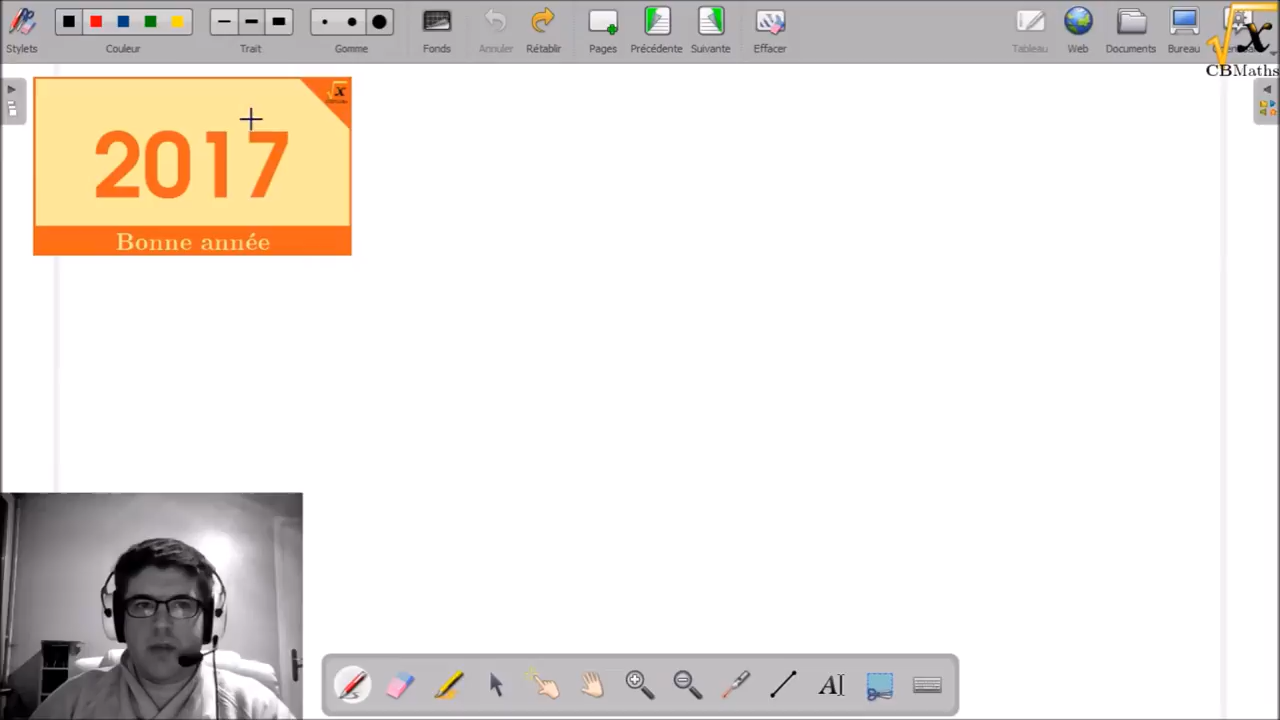 Stylets Couleur Trait Gomme Fonds Annuler Rétablir Pages Précédente Suivante Effacer Tableau Web Documents Bureau
CBMaths
2017
Bonne année
AI